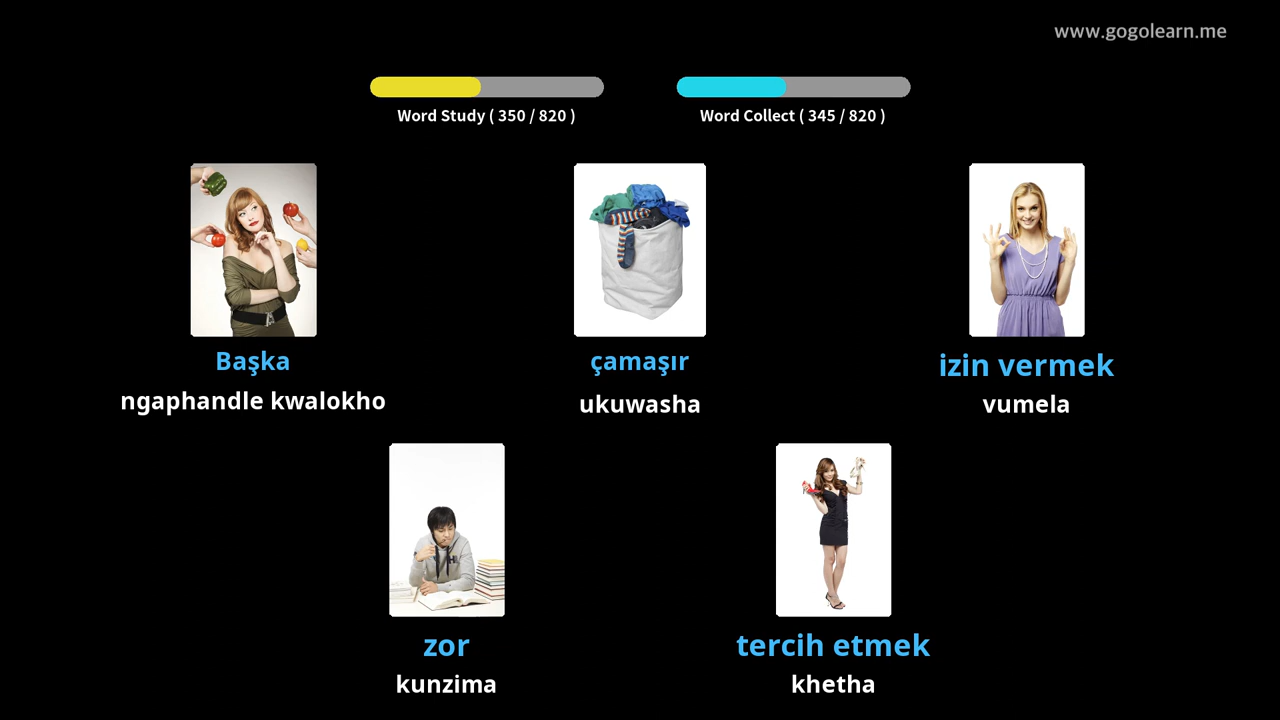 www.gogolearn.me
Word Study ( 350 / 820 )
Word Collect ( 345 / 820 )
Başka
ngaphandle kwalokho
çamaşır
ukuwasha
izin vermek
vumela
zor
kunzima
tercih etmek
khetha